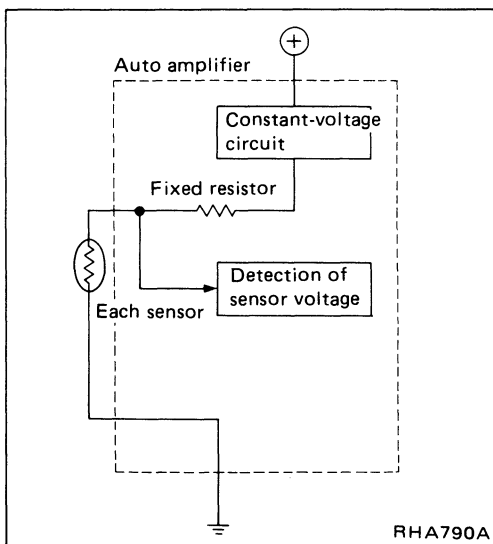 Auto amplifier
Constant-voltage
circuit
Fixed resistor
Detection of
sensor voltage
Each sensor
RHA790A